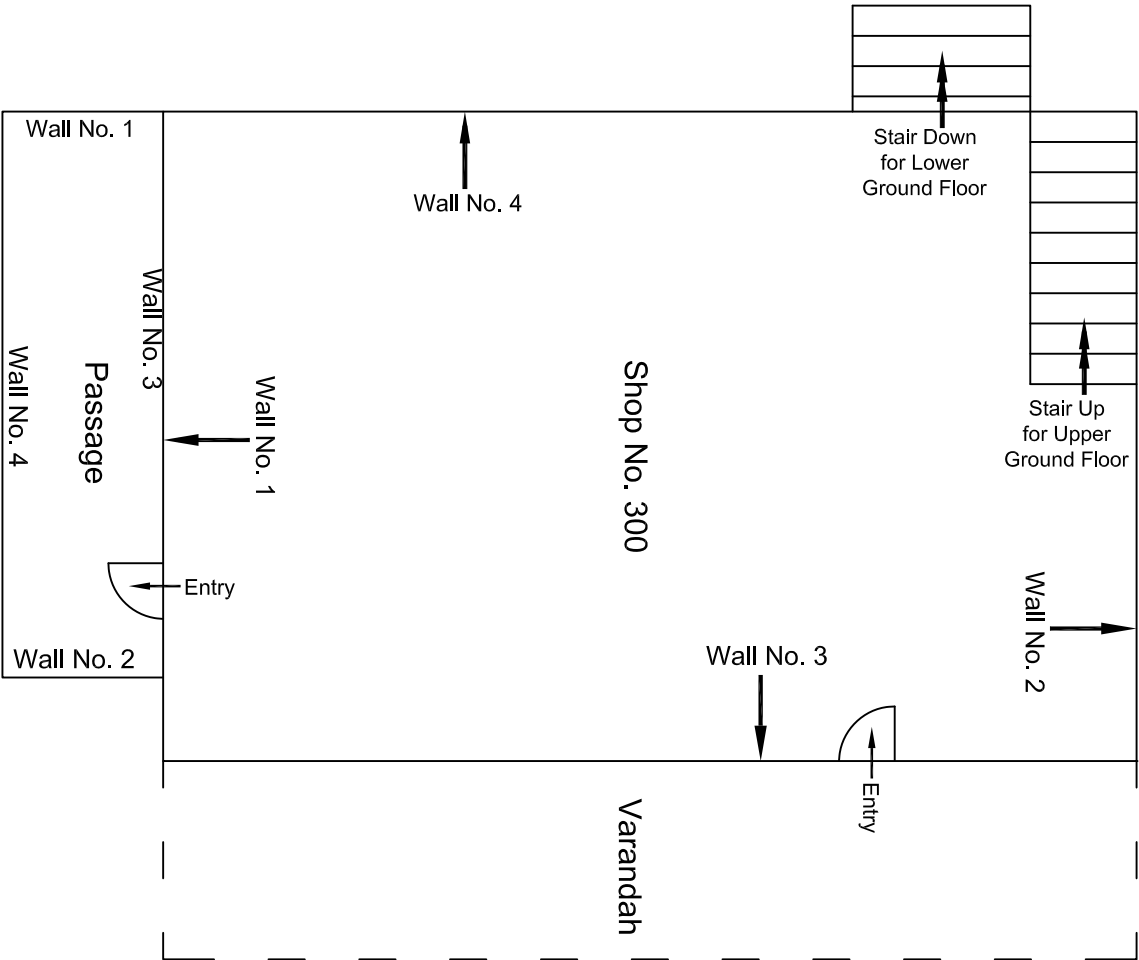 Wall No. 1
Stair Down
for Lower
Ground Floor
Wall No. 4
Wall No. 3
Wall No. 4
Passage
Wall No. 1
Shop No. 300
Stair Up
for Upper
Ground Floor
Entry
Wall No. 2
Wall No. 2
Wall No. 3
Entry
Varandah